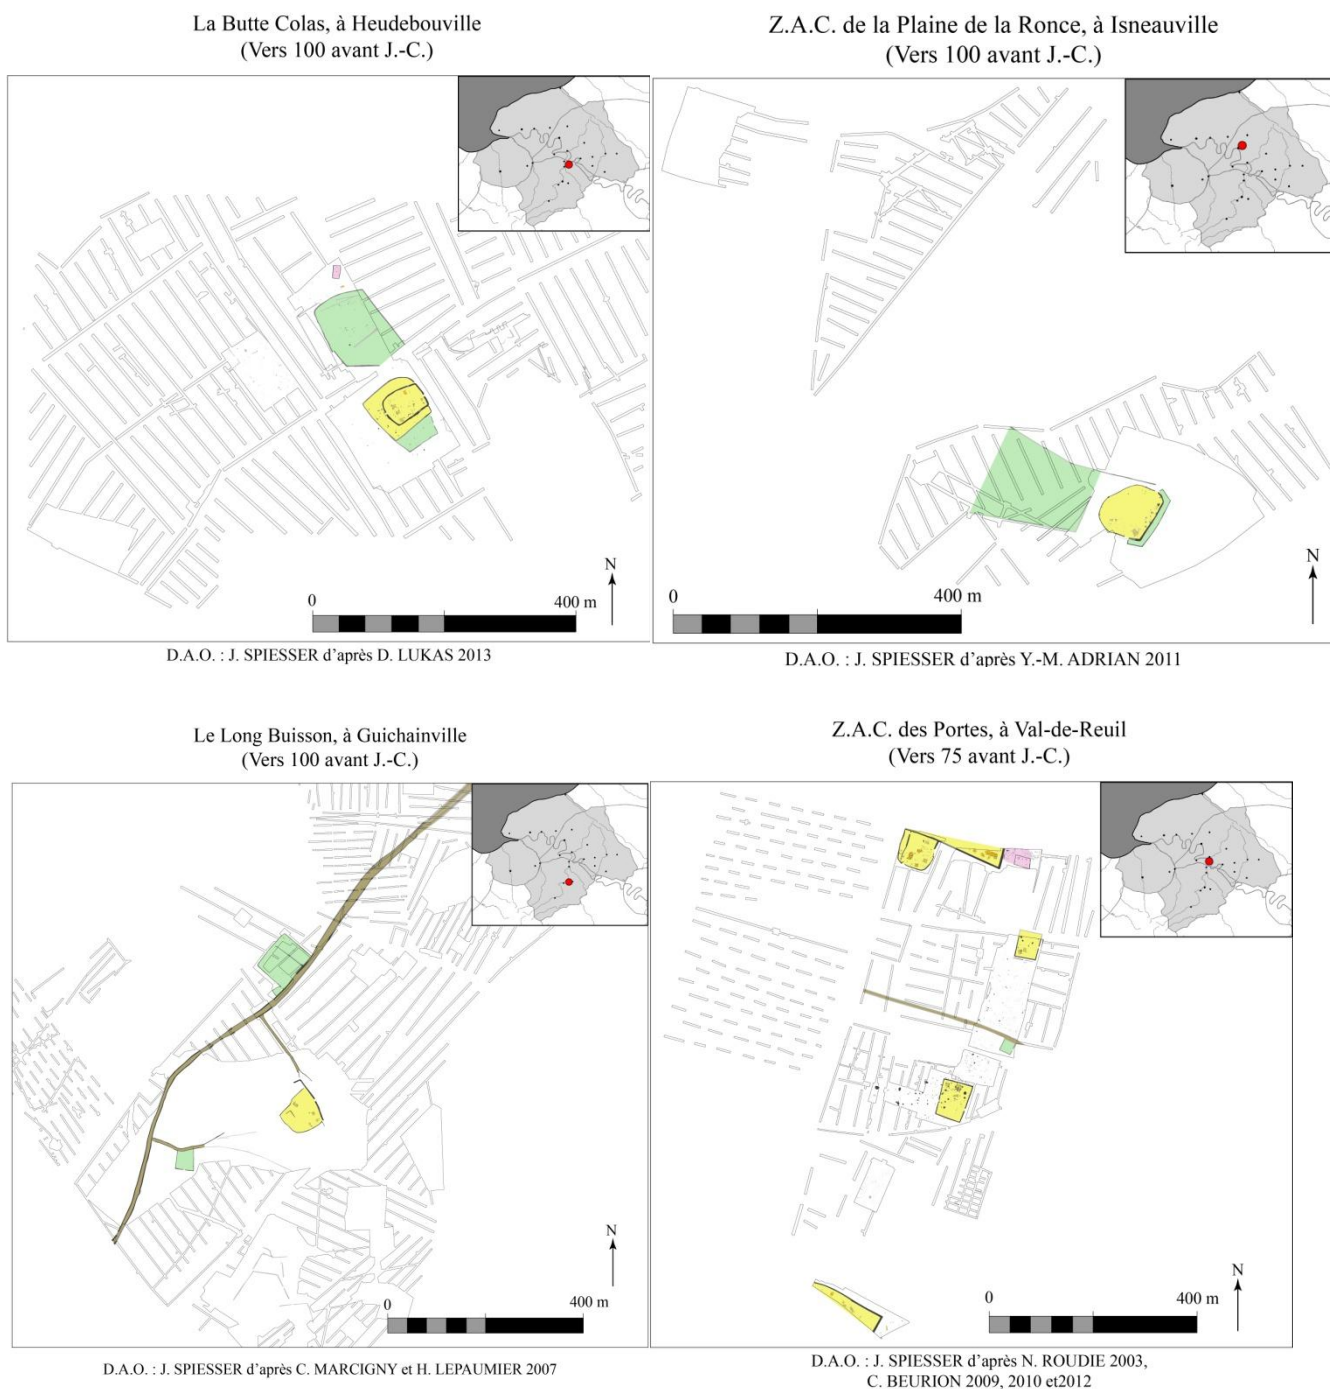 La Butte Colas, à Heudebouville
(Vers 100 avant J.-C.)
N
0 400 m
D.A.O. : J. SPIESSER d'après D. LUKAS 2013
Z.A.C. de la Plaine de la Ronce, à Isneauville
(Vers 100 avant J.-C.)
N
0 400 m
D.A.O. : J. SPIESSER d'après Y.-M. ADRIAN 2011
Le Long Buisson, à Guichainville
(Vers 100 avant J.-C.)
N
0 400 m
D.A.O. : J. SPIESSER d'après C. MARCIGNY et H. LEPAUMIER 2007
Z.A.C. des Portes, à Val-de-Reuil
(Vers 75 avant J.-C.)
N
0 400 m
D.A.O. : J. SPIESSER d'après N. ROUDIE 2003,
C. BEURION 2009, 2010 et2012